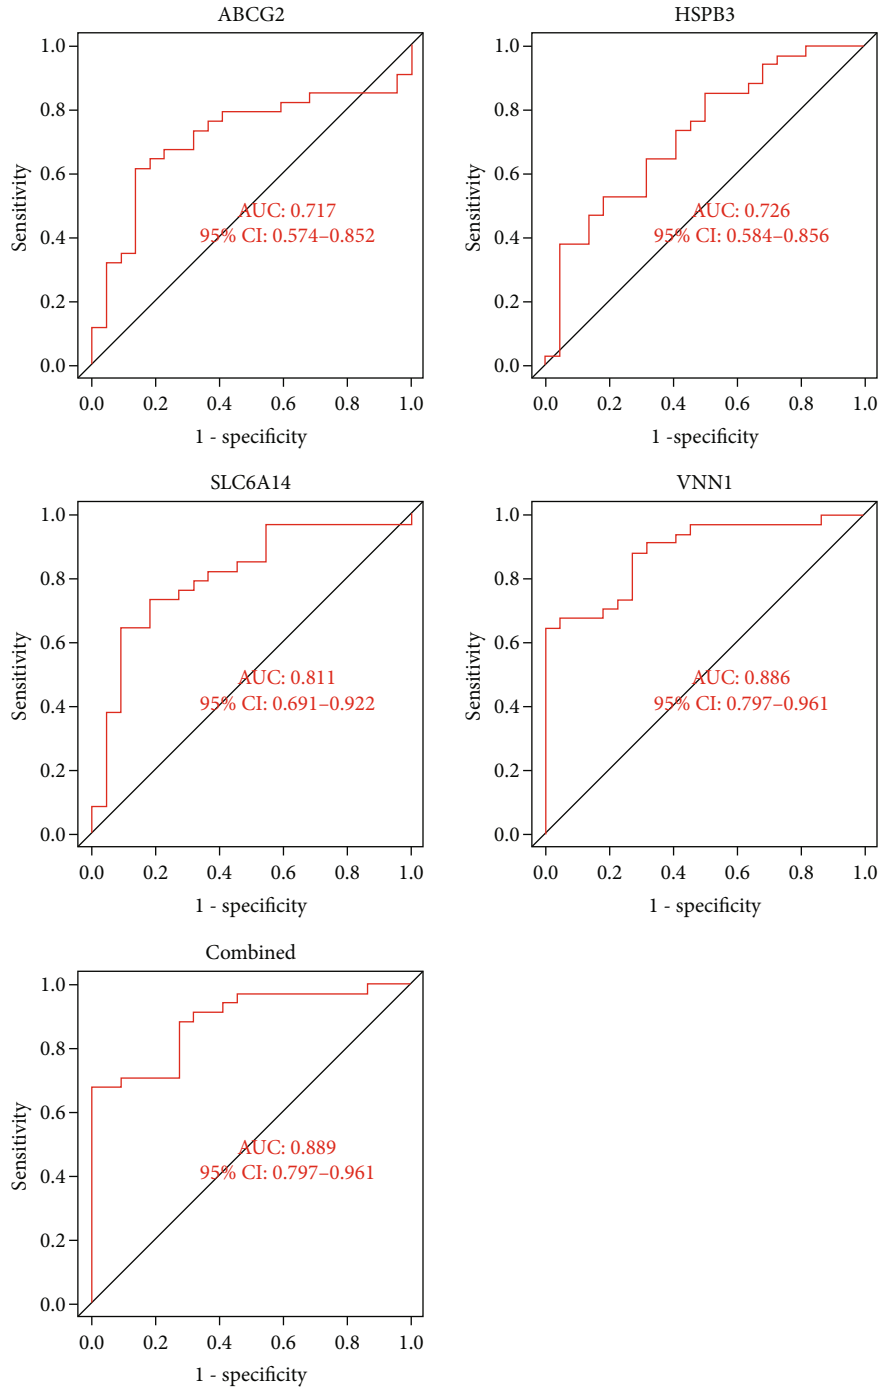 ABCG2
1.0
0.8
0.6
0.4
0.2
0.0
Sensitivity
AUC: 0.717
95% CI: 0.574–0.852
0.0 0.2 0.4 0.6 0.8 1.0
1 - specificity
HSPB3
1.0
0.8
0.6
0.4
0.2
0.0
Sensitivity
AUC: 0.726
95% CI: 0.584–0.856
0.0 0.2 0.4 0.6 0.8 1.0
1 -specificity
SLC6A14
1.0
0.8
0.6
0.4
0.2
0.0
Sensitivity
AUC: 0.811
95% CI: 0.691–0.922
0.0 0.2 0.4 0.6 0.8 1.0
1 - specificity
VNN1
1.0
0.8
0.6
0.4
0.2
0.0
Sensitivity
AUC: 0.886
95% CI: 0.797–0.961
0.0 0.2 0.4 0.6 0.8 1.0
1 - specificity
Combined
1.0
0.8
0.6
0.4
0.2
0.0
Sensitivity
AUC: 0.889
95% CI: 0.797–0.961
0.0 0.2 0.4 0.6 0.8 1.0
1 - specificity